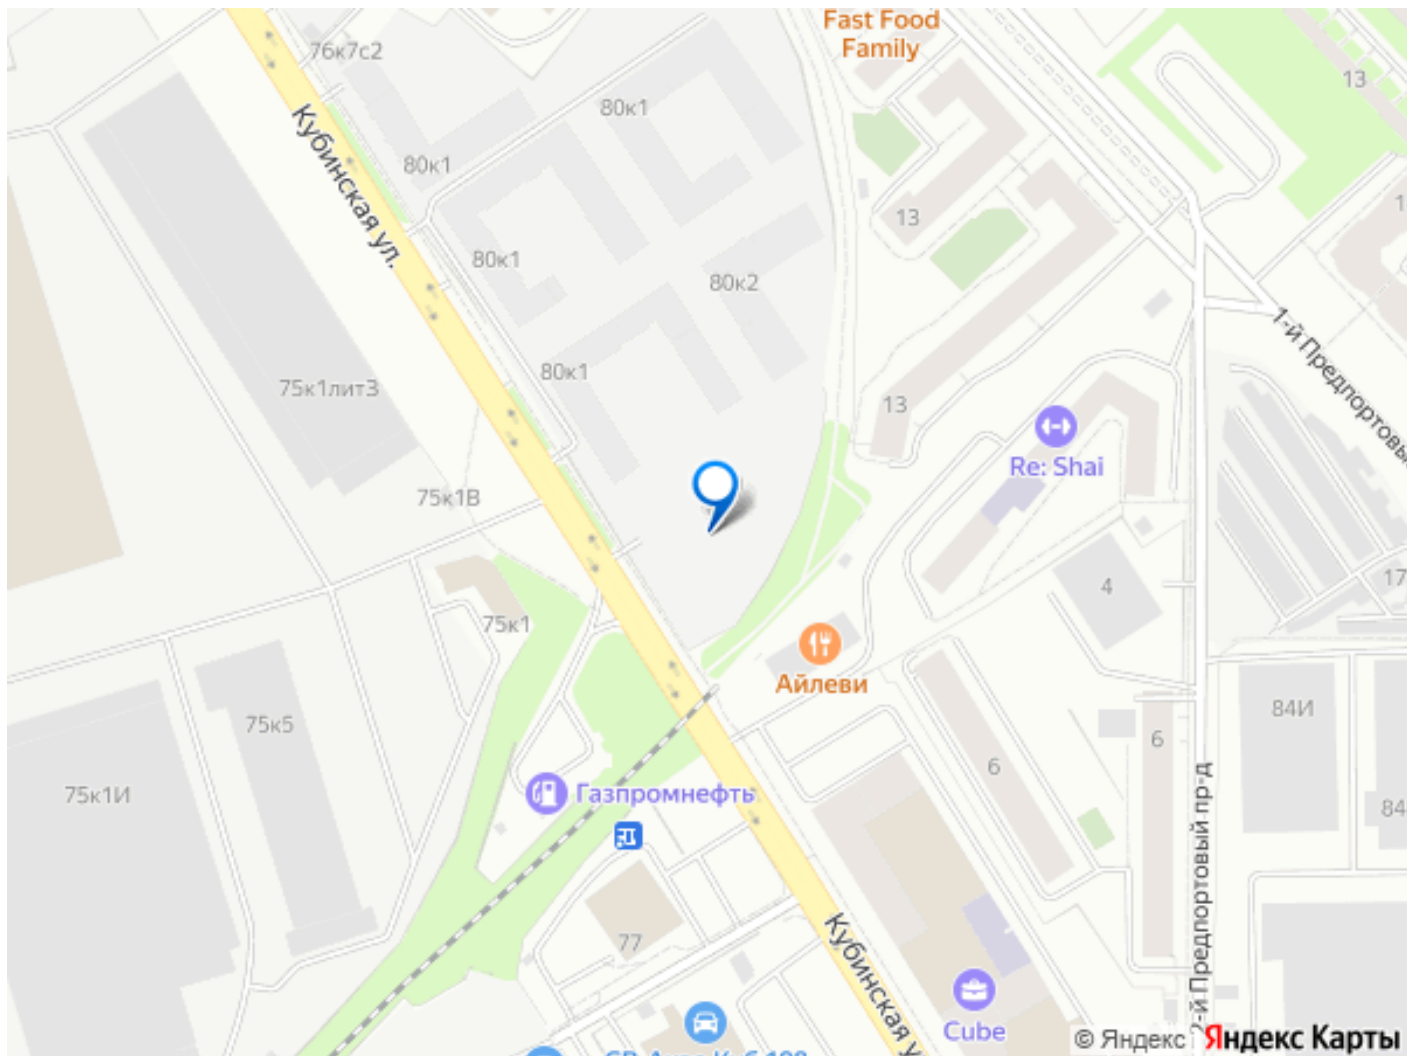 Fast Food
Family
76к7с2
13
80к1
Кубинская ул.
80к1
13
80к1
80к2
1-й Предпортовый
80к1
75к1лит3
13
Re: Shai
75к1В
4
17
75к1
Айлеви
84И
75к5
6
6
75к1И
Газпромнефть
84
2-й Предпортовый пр-д
77
Кубинская у
Cube
© Яндекс Яндекс Карты